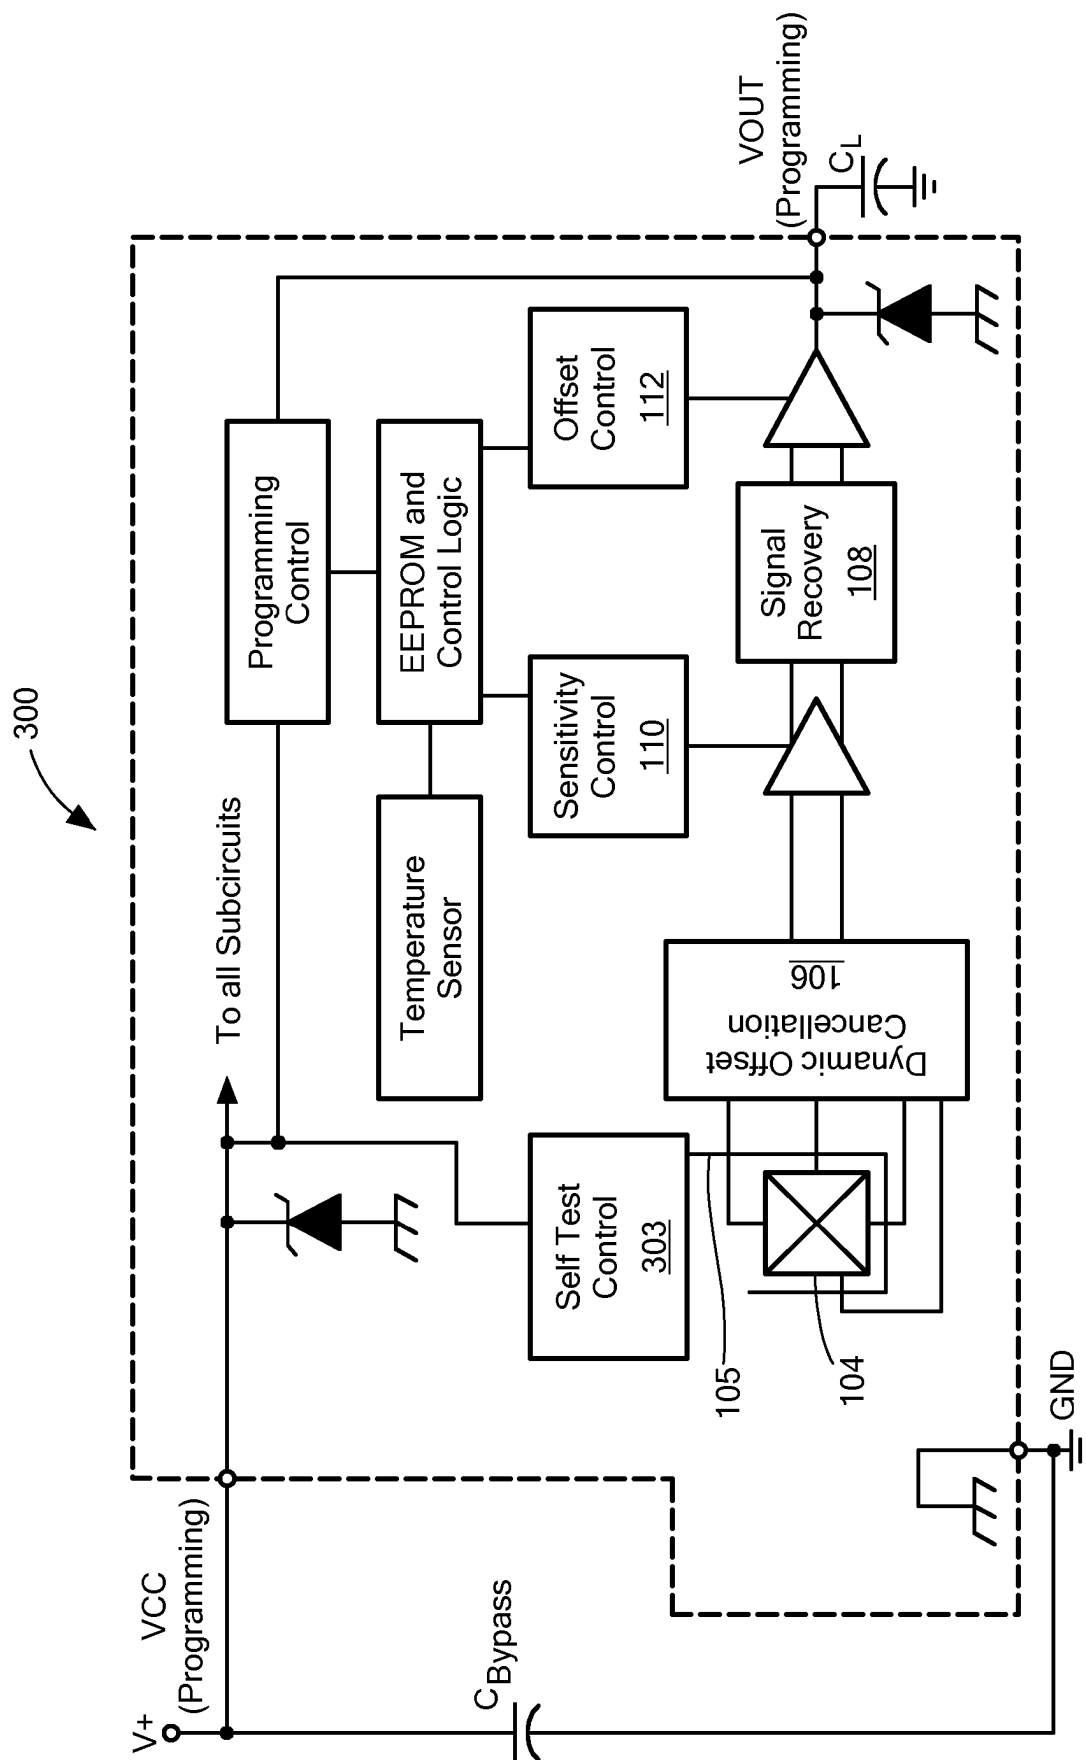 300
V+
VCC
(Programming)
To all Subcircuits
Programming
Control
VOUT
(Programming)
Temperature
Sensor
EEPROM and
Control Logic
Self Test
Control
303
Sensitivity
Control
110
Offset
Control
112
C Bypass
105
104
Dynamic Offset
Cancellation
106
Signal
Recovery
108
CL
GND